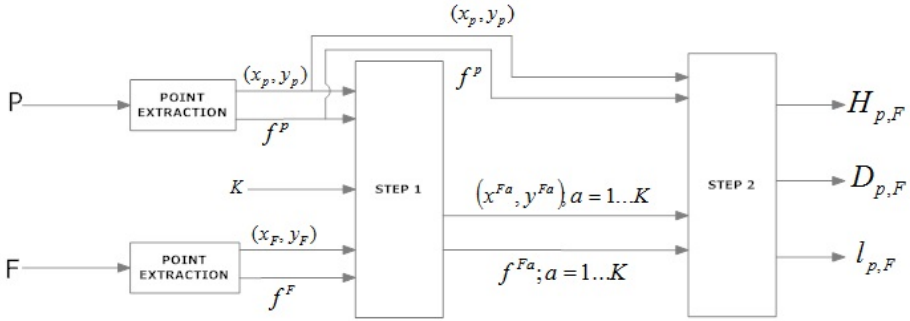 (x_p, y_p)
P
POINT EXTRACTION
(x_p, y_p)
f^p
f^p
H_{p,F}
K
STEP 1
(x^{Fa}, y^{Fa}), a = 1...K
STEP 2
D_{p,F}
F
POINT EXTRACTION
(x_F, y_F)
f^F
f^{Fa}; a = 1...K
l_{p,F}